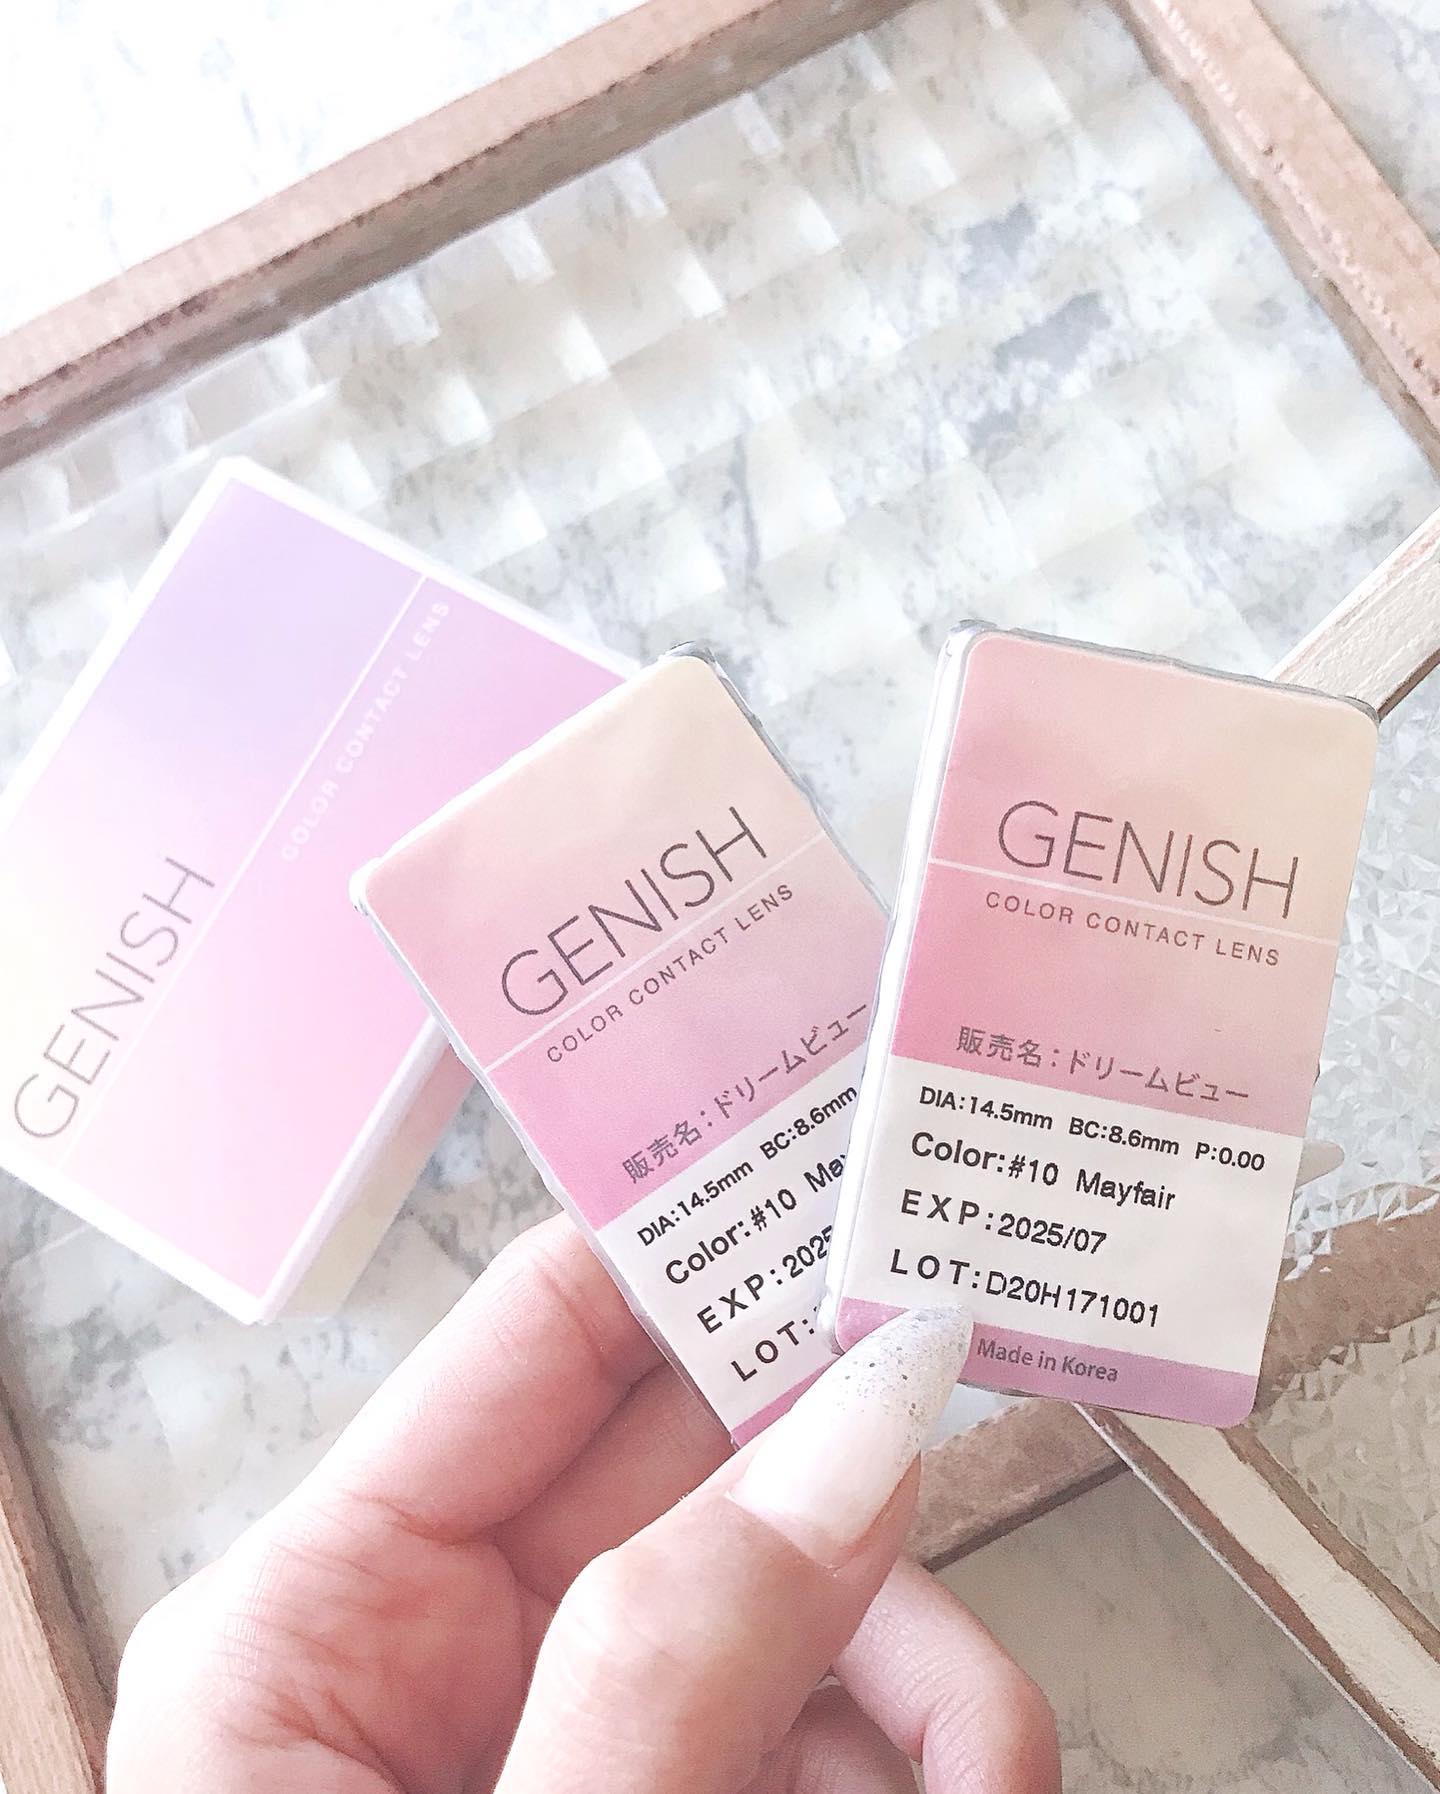 GENISH
COLOR CONTACT LENS
GENISH
COLOR CONTACT LENS
販売名：ドリームビュー
DIA:14.5mm BC:8.6mm
Color:#10
EXP:
LOT:
GENISH
COLOR CONTACT LENS
販売名：ドリームビュー
DIA:14.5mm BC:8.6mm P:0.00
Color:#10 Mayfair
EXP:2025/07
LOT:D20H171001
Made in Korea